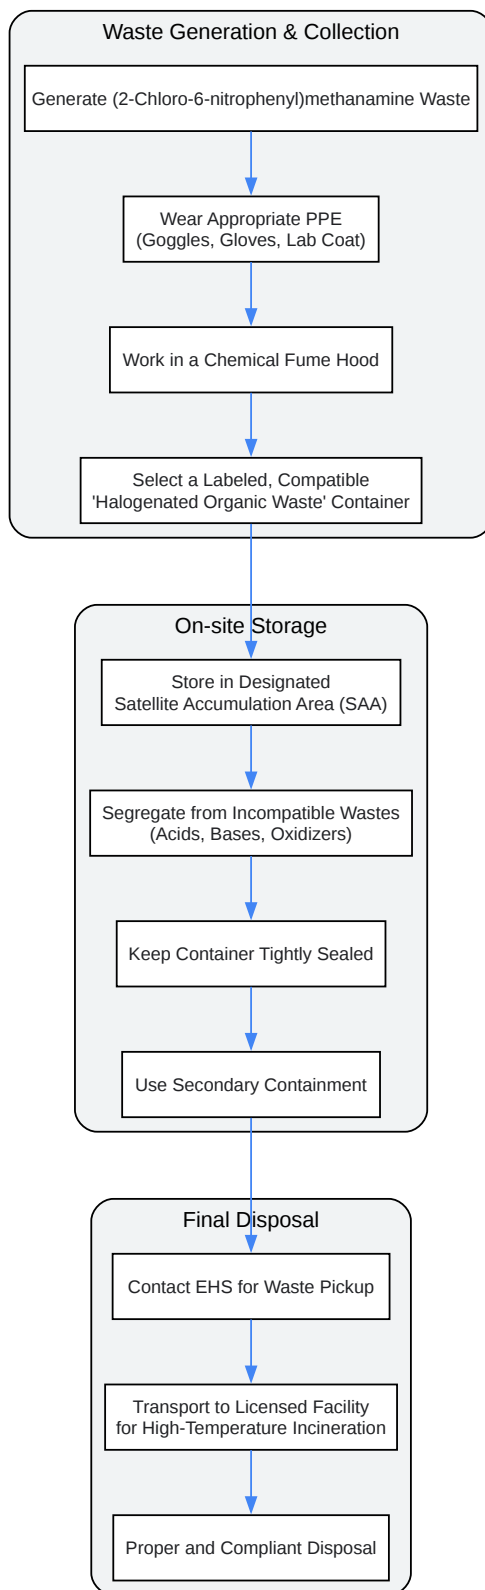 Waste Generation & Collection
Generate (2-Chloro-6-nitrophenyl)methanamine Waste
Wear Appropriate PPE
(Goggles, Gloves, Lab Coat)
Work in a Chemical Fume Hood
Select a Labeled, Compatible
'Halogenated Organic Waste' Container
On-site Storage
Store in Designated
Satellite Accumulation Area (SAA)
Segregate from Incompatible Wastes
(Acids, Bases, Oxidizers)
Keep Container Tightly Sealed
Use Secondary Containment
Final Disposal
Contact EHS for Waste Pickup
Transport to Licensed Facility
for High-Temperature Incineration
Proper and Compliant Disposal